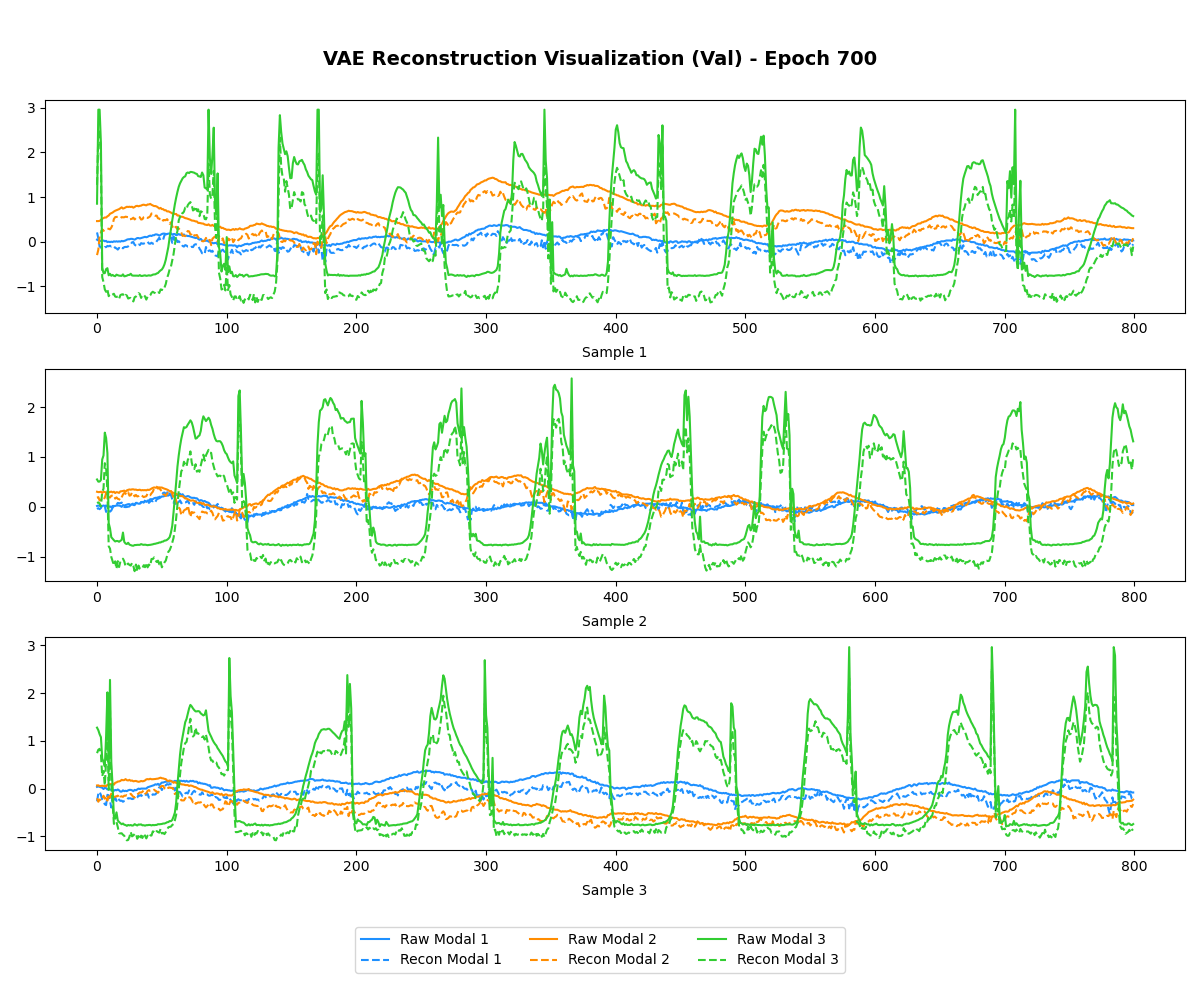 VAE Reconstruction Visualization (Val) - Epoch 700
3
2
1
0
−1
0 100 200 300 400 500 600 700 800
Sample 1
2
1
0
−1
0 100 200 300 400 500 600 700 800
Sample 2
3
2
1
0
−1
0 100 200 300 400 500 600 700 800
Sample 3
Raw Modal 1 Raw Modal 2 Raw Modal 3
Recon Modal 1 Recon Modal 2 Recon Modal 3